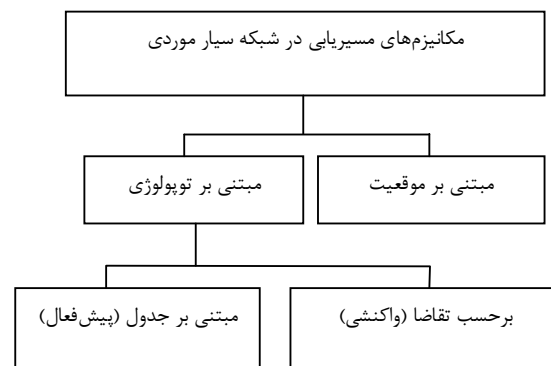 مکانیزم‌های مسیریابی در شبکه سیار موردی
مبتنی بر موقعیت
مبتنی بر توپولوژی
برحسب تقاضا (واکنشی)
مبتنی بر جدول (پیش‌فعال)